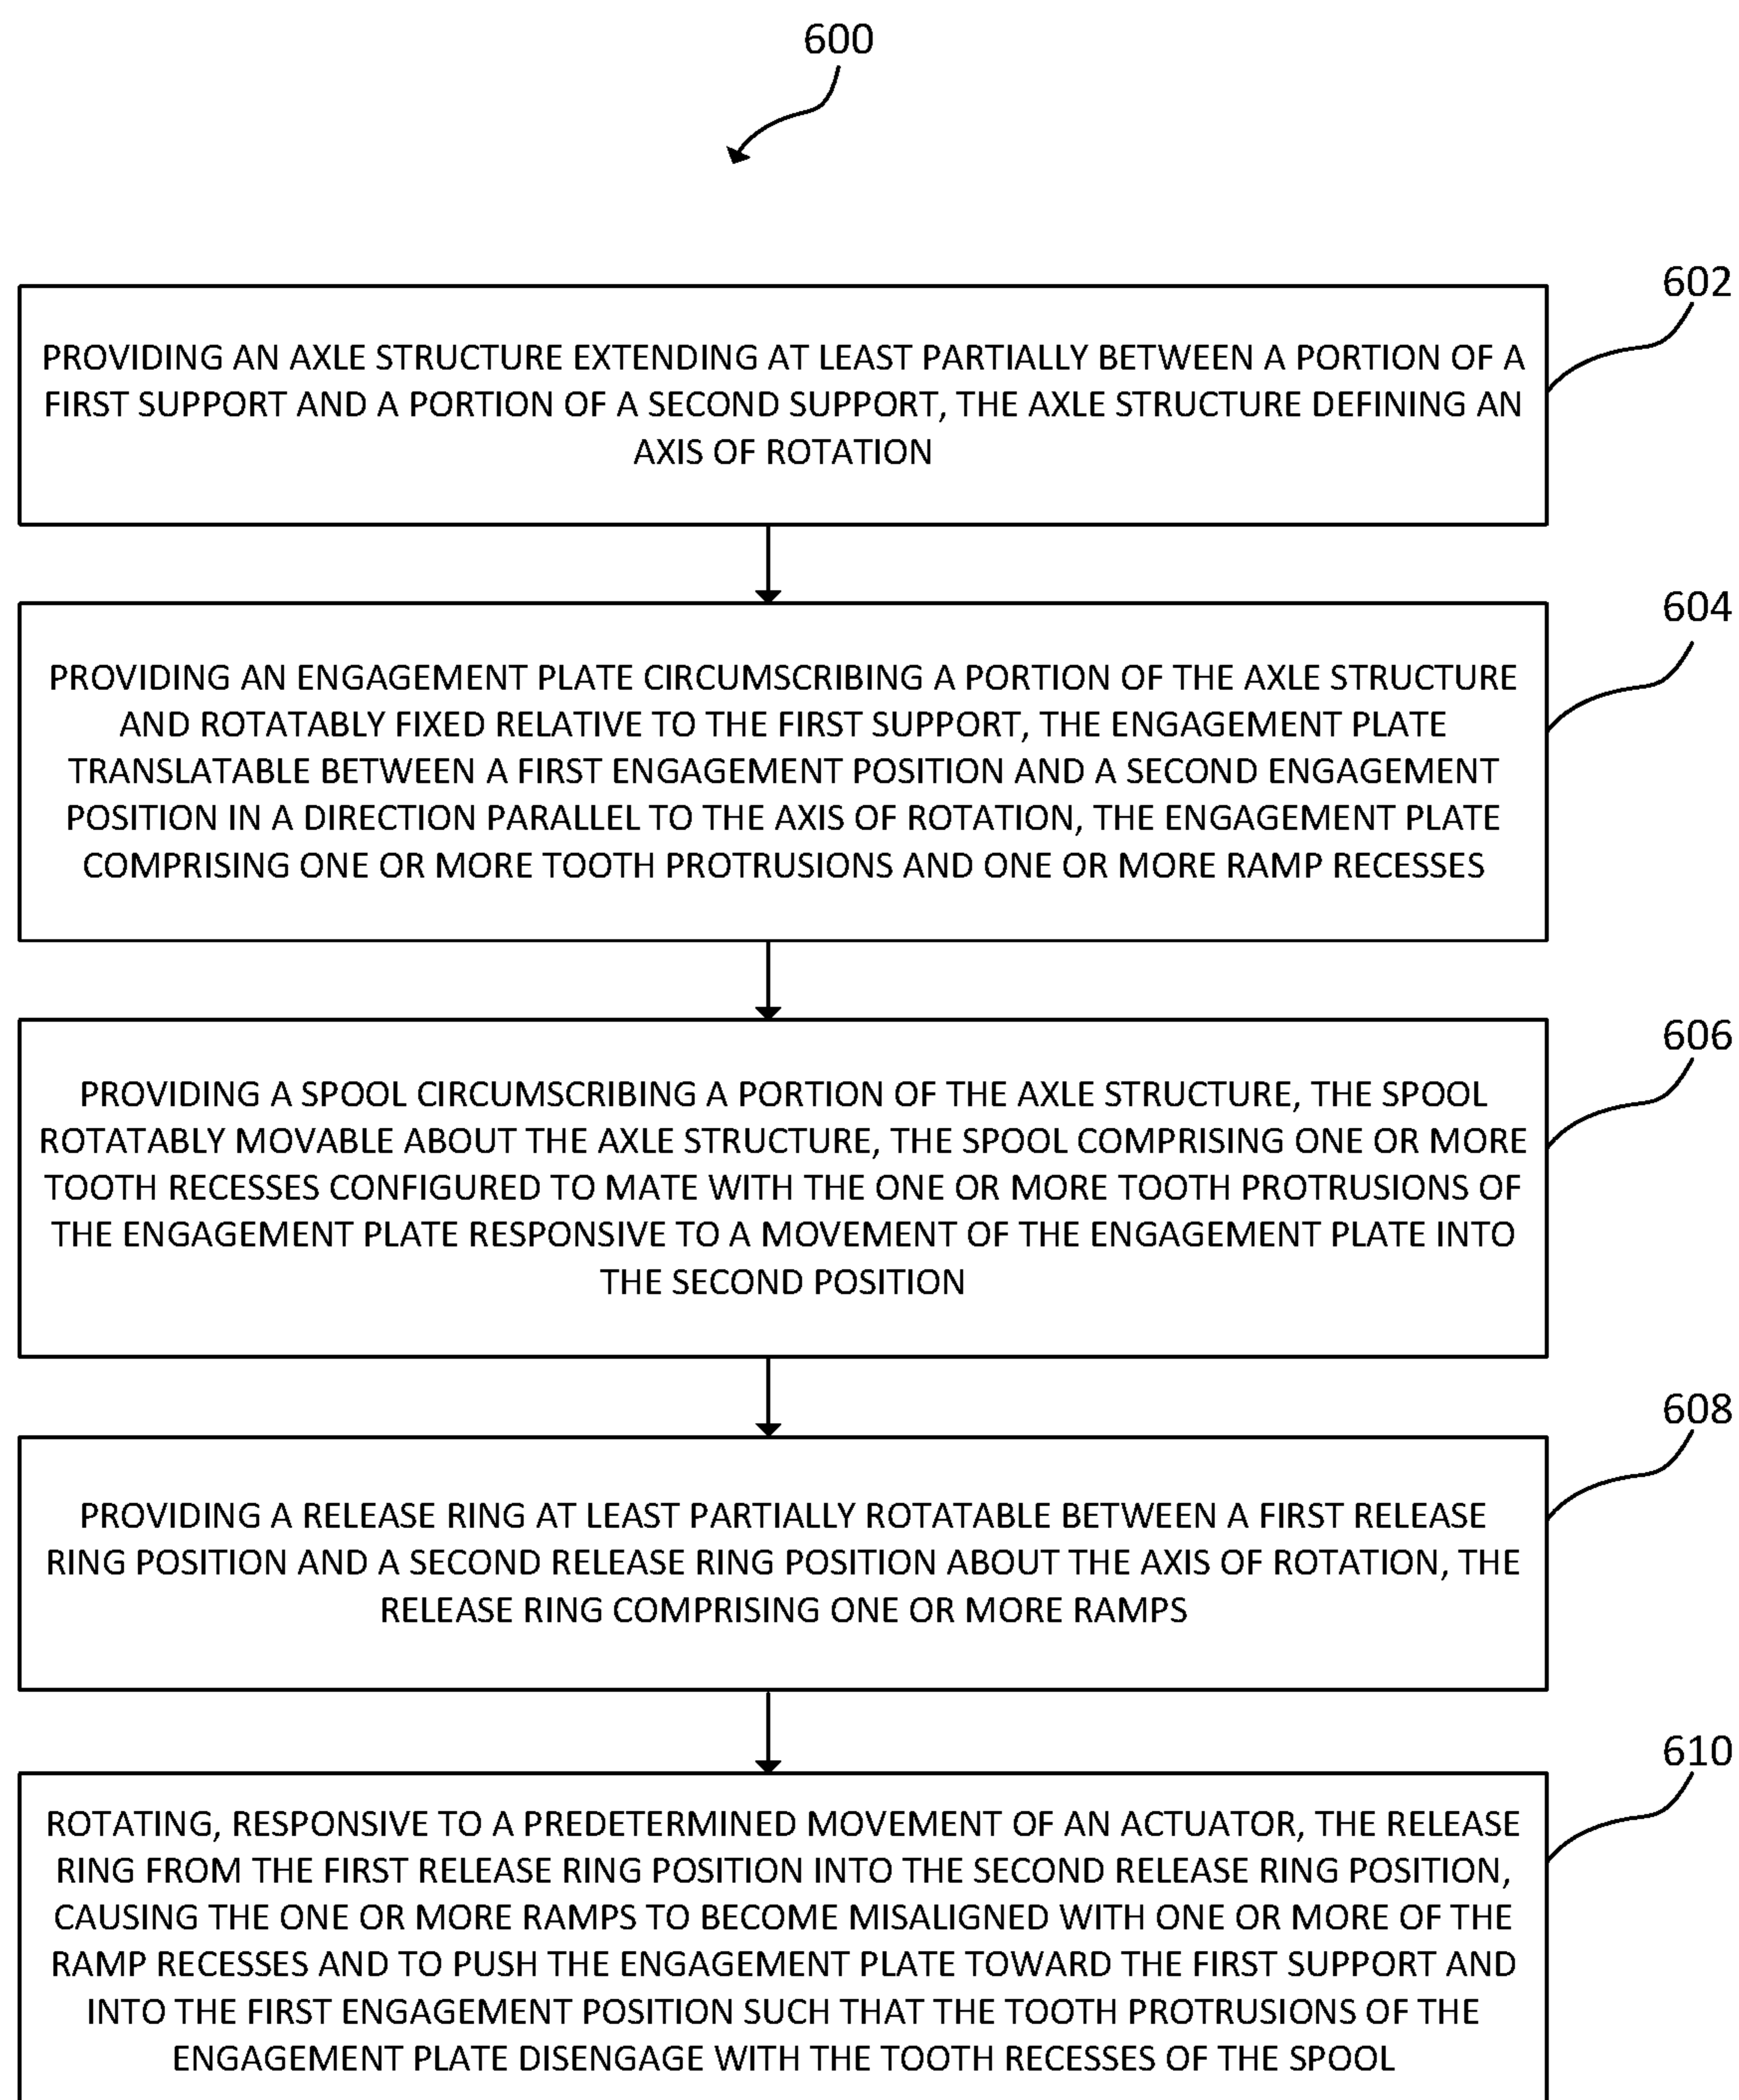 600
602
PROVIDING AN AXLE STRUCTURE EXTENDING AT LEAST PARTIALLY BETWEEN A PORTION OF A
FIRST SUPPORT AND A PORTION OF A SECOND SUPPORT, THE AXLE STRUCTURE DEFINING AN
AXIS OF ROTATION
604
PROVIDING AN ENGAGEMENT PLATE CIRCUMSCRIBING A PORTION OF THE AXLE STRUCTURE
AND ROTATABLY FIXED RELATIVE TO THE FIRST SUPPORT, THE ENGAGEMENT PLATE
TRANSLATABLE BETWEEN A FIRST ENGAGEMENT POSITION AND A SECOND ENGAGEMENT
POSITION IN A DIRECTION PARALLEL TO THE AXIS OF ROTATION, THE ENGAGEMENT PLATE
COMPRISING ONE OR MORE TOOTH PROTRUSIONS AND ONE OR MORE RAMP RECESSES
606
PROVIDING A SPOOL CIRCUMSCRIBING A PORTION OF THE AXLE STRUCTURE, THE SPOOL
ROTATABLY MOVABLE ABOUT THE AXLE STRUCTURE, THE SPOOL COMPRISING ONE OR MORE
TOOTH RECESSES CONFIGURED TO MATE WITH THE ONE OR MORE TOOTH PROTRUSIONS OF
THE ENGAGEMENT PLATE RESPONSIVE TO A MOVEMENT OF THE ENGAGEMENT PLATE INTO
THE SECOND POSITION
608
PROVIDING A RELEASE RING AT LEAST PARTIALLY ROTATABLE BETWEEN A FIRST RELEASE
RING POSITION AND A SECOND RELEASE RING POSITION ABOUT THE AXIS OF ROTATION, THE
RELEASE RING COMPRISING ONE OR MORE RAMPS
610
ROTATING, RESPONSIVE TO A PREDETERMINED MOVEMENT OF AN ACTUATOR, THE RELEASE
RING FROM THE FIRST RELEASE RING POSITION INTO THE SECOND RELEASE RING POSITION,
CAUSING THE ONE OR MORE RAMPS TO BECOME MISALIGNED WITH ONE OR MORE OF THE
RAMP RECESSES AND TO PUSH THE ENGAGEMENT PLATE TOWARD THE FIRST SUPPORT AND
INTO THE FIRST ENGAGEMENT POSITION SUCH THAT THE TOOTH PROTRUSIONS OF THE
ENGAGEMENT PLATE DISENGAGE WITH THE TOOTH RECESSES OF THE SPOOL